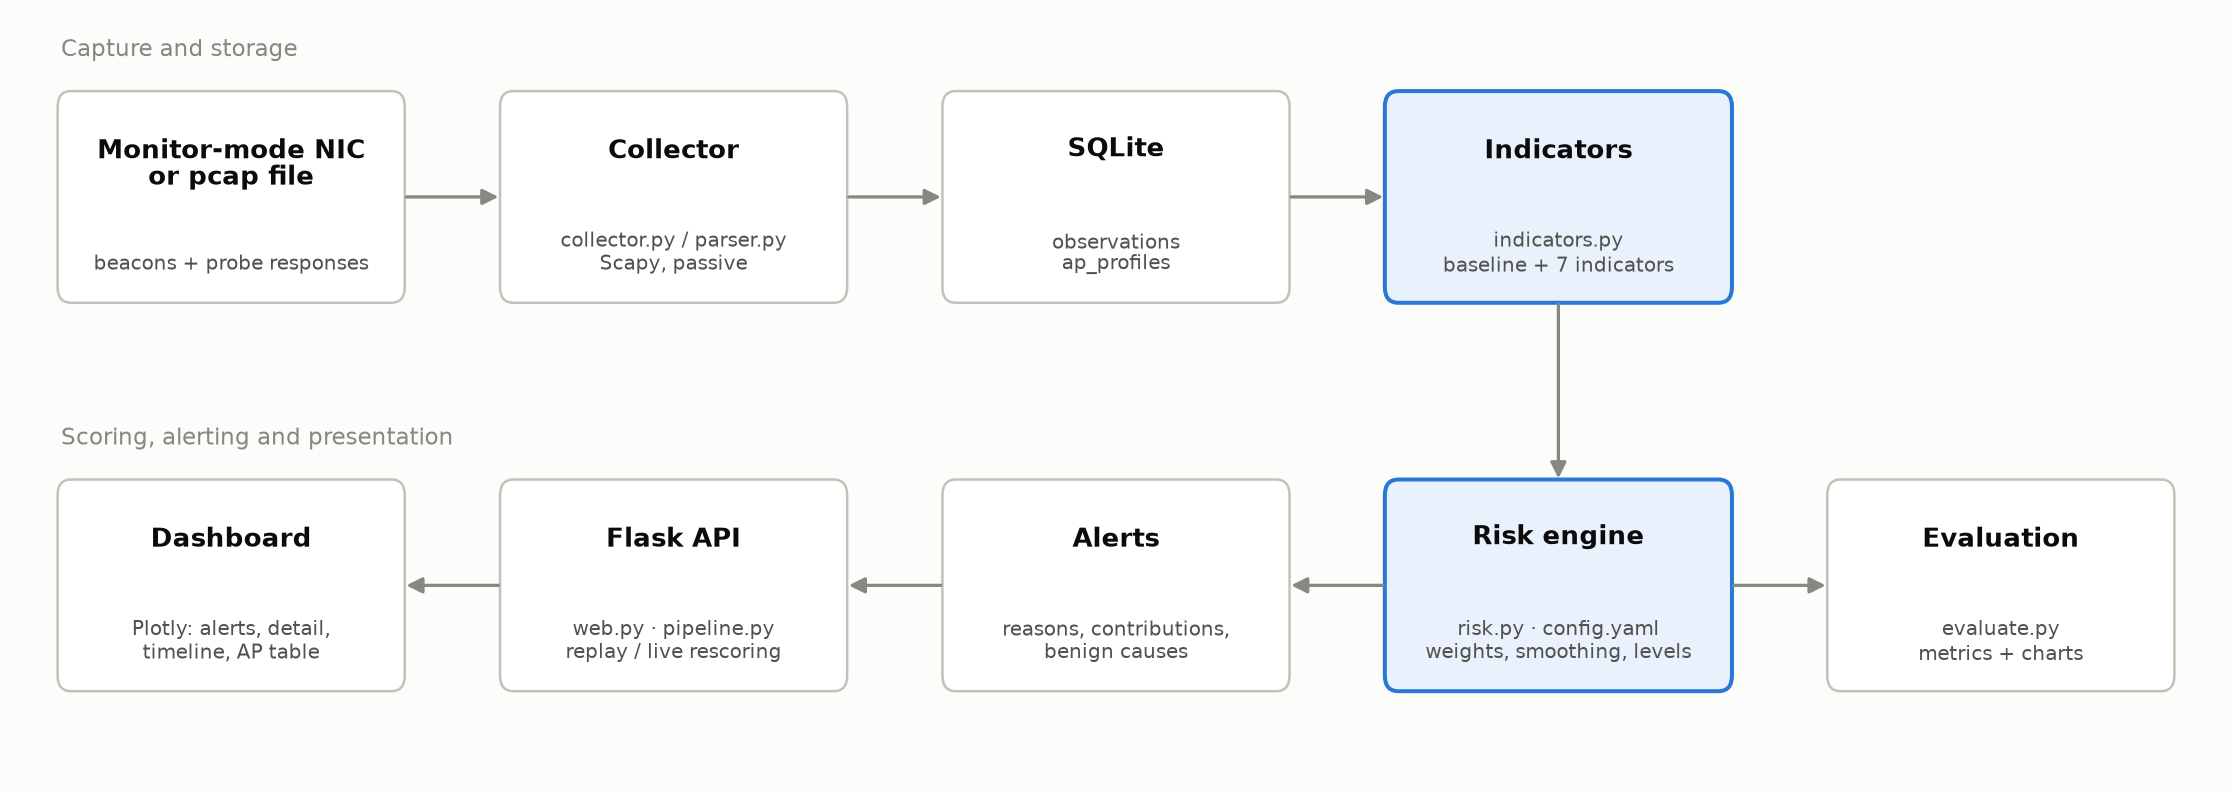 Capture and storage
Monitor-mode NIC
or pcap file
beacons + probe responses
Collector
collector.py / parser.py
Scapy, passive
SQLite
observations
ap_profiles
Indicators
indicators.py
baseline + 7 indicators
Scoring, alerting and presentation
Dashboard
Plotly: alerts, detail,
timeline, AP table
Flask API
web.py · pipeline.py
replay / live rescoring
Alerts
reasons, contributions,
benign causes
Risk engine
risk.py · config.yaml
weights, smoothing, levels
Evaluation
evaluate.py
metrics + charts